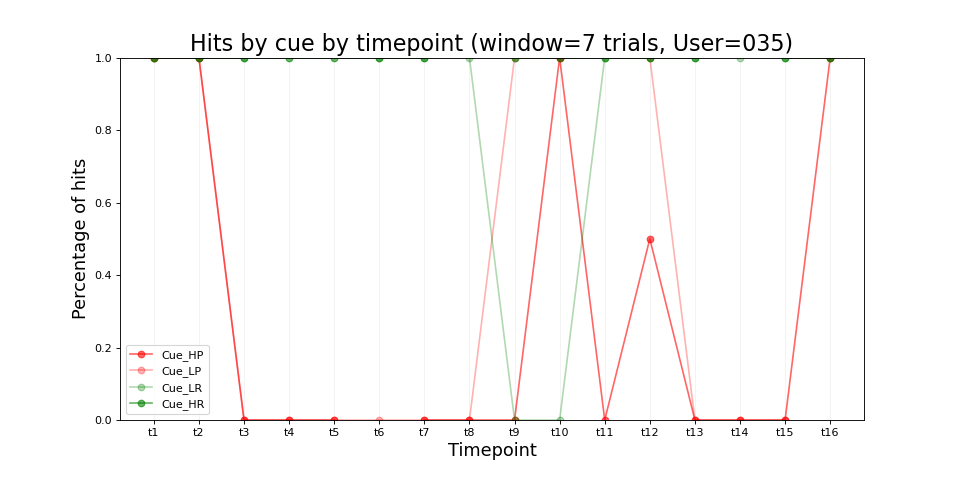 Hits by cue by timepoint (window=7 trials, User=035)
Percentage of hits
1.0
0.8
0.6
0.4
0.2
0.0
Cue_HP
Cue_LP
Cue_LR
Cue_HR
t1 t2 t3 t4 t5 t6 t7 t8 t9 t10 t11 t12 t13 t14 t15 t16
Timepoint